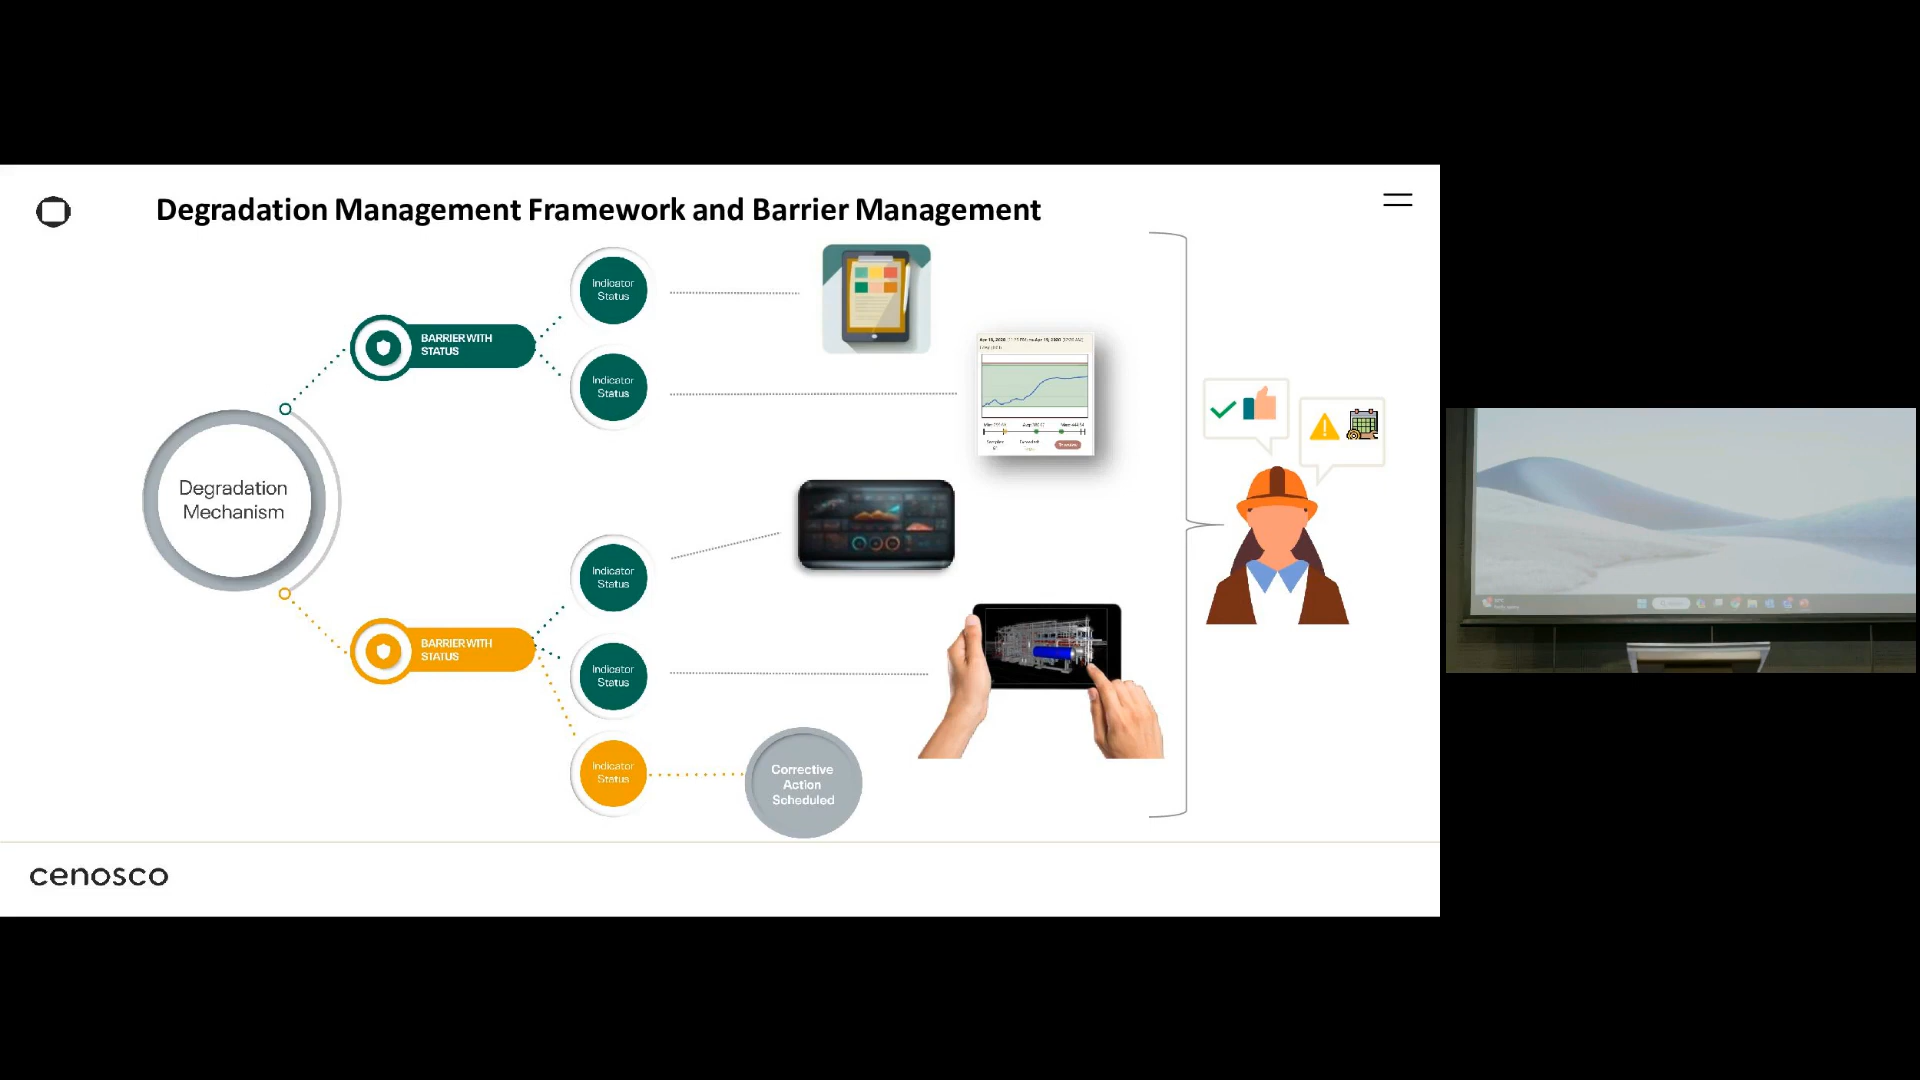 Degradation Management Framework and Barrier Management
Indicator
Status
BARRIER WITH
STATUS
Indicator
Status
Degradation
Mechanism
Indicator
Status
BARRIER WITH
STATUS
Indicator
Status
Indicator
Status
Corrective
Action
Scheduled
cenosco